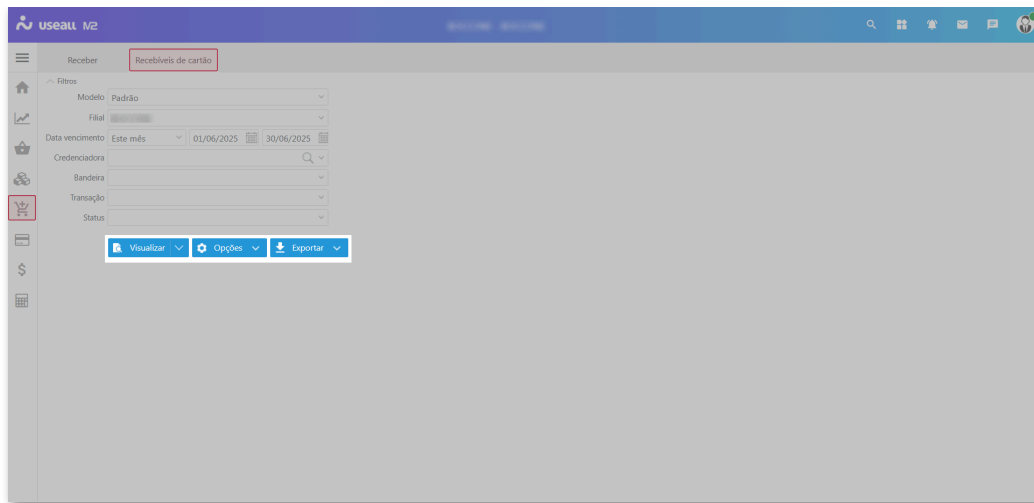 useall M2
Receber Recebíveis de cartão
Filtros
Modelo Padrão
Filial
Data vencimento Este mês 01/06/2025 30/06/2025
Credenciadora
Bandeira
Transação
Status
Visualizar Opções Exportar